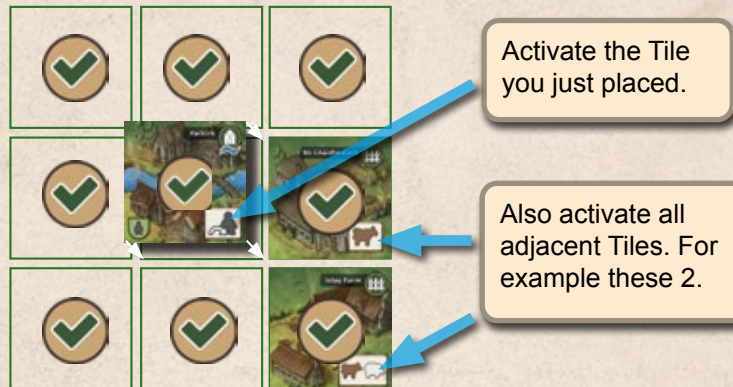 Activate the Tile
you just placed.
Also activate all
adjacent Tiles. For
example these 2.